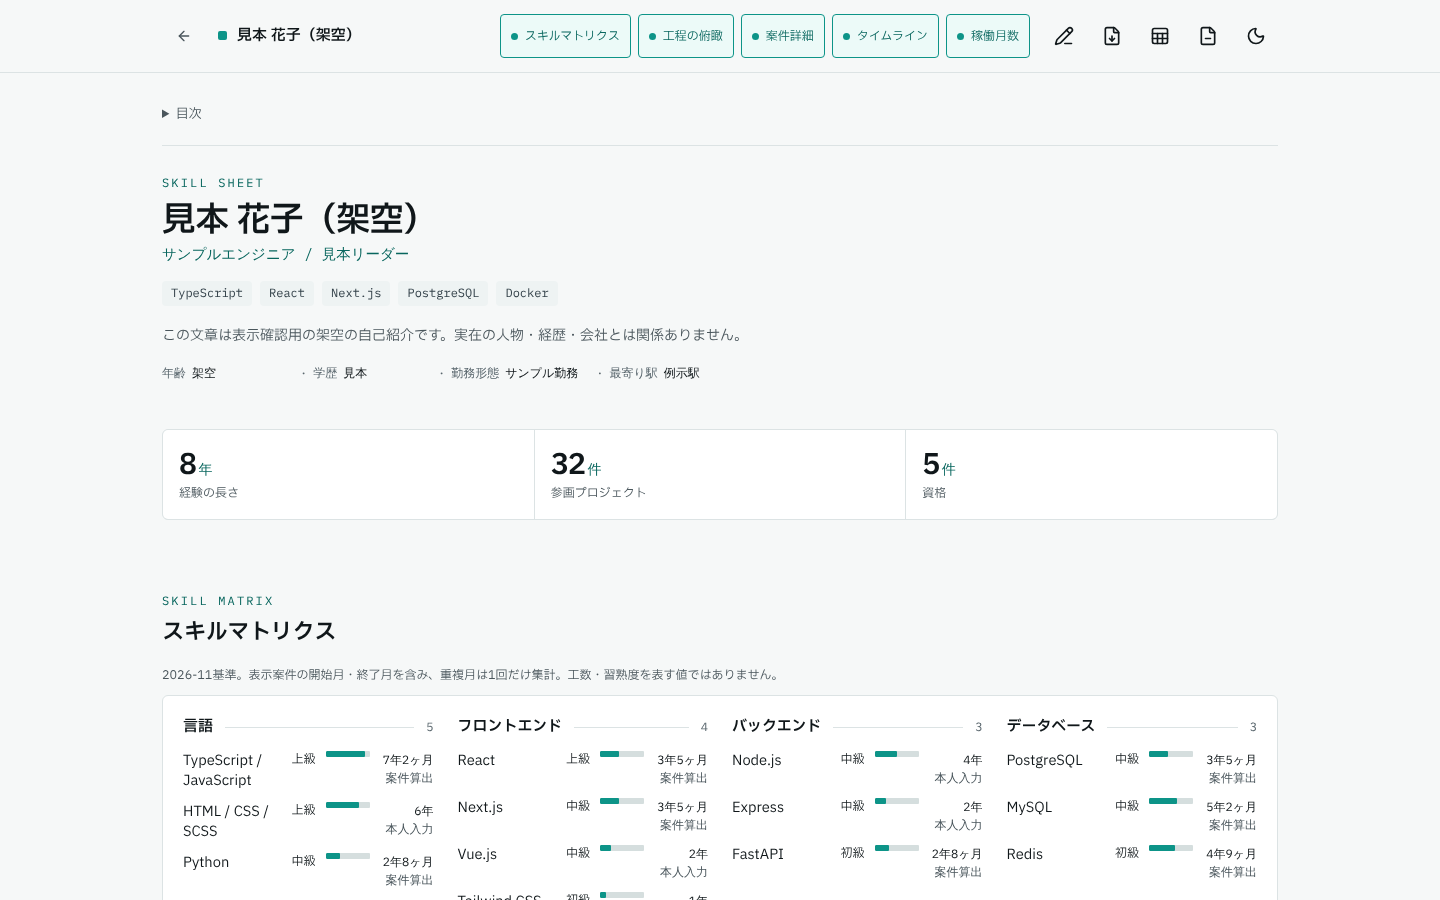 見本 花子（架空）
スキルマトリクス
工程の俯瞰
案件詳細
タイムライン
稼働月数
目次
SKILL SHEET
見本 花子（架空）
サンプルエンジニア / 見本リーダー
TypeScript React Next.js PostgreSQL Docker
この文章は表示確認用の架空の自己紹介です。実在の人物・経歴・会社とは関係ありません。
年齢 架空 ・ 学歴 見本 ・ 勤務形態 サンプル勤務 ・ 最寄り駅 例示駅
8年
経験の長さ
32件
参画プロジェクト
5件
資格
SKILL MATRIX
スキルマトリクス
2026-11基準。表示案件の開始月・終了月を含み、重複月は1回だけ集計。工数・習熟度を表す値ではありません。
言語 5
TypeScript / JavaScript 上級 7年2ヶ月
案件算出
HTML / CSS / SCSS 上級 6年
本人入力
Python 中級 2年8ヶ月
案件算出
フロントエンド 4
React 上級 3年5ヶ月
案件算出
Next.js 中級 3年5ヶ月
案件算出
Vue.js 中級 2年
本人入力
Tailwind CSS 初級 1年
バックエンド 3
Node.js 中級 4年
本人入力
Express 中級 2年
本人入力
FastAPI 初級 2年8ヶ月
案件算出
データベース 3
PostgreSQL 中級 3年5ヶ月
案件算出
MySQL 中級 5年2ヶ月
案件算出
Redis 初級 4年9ヶ月
案件算出